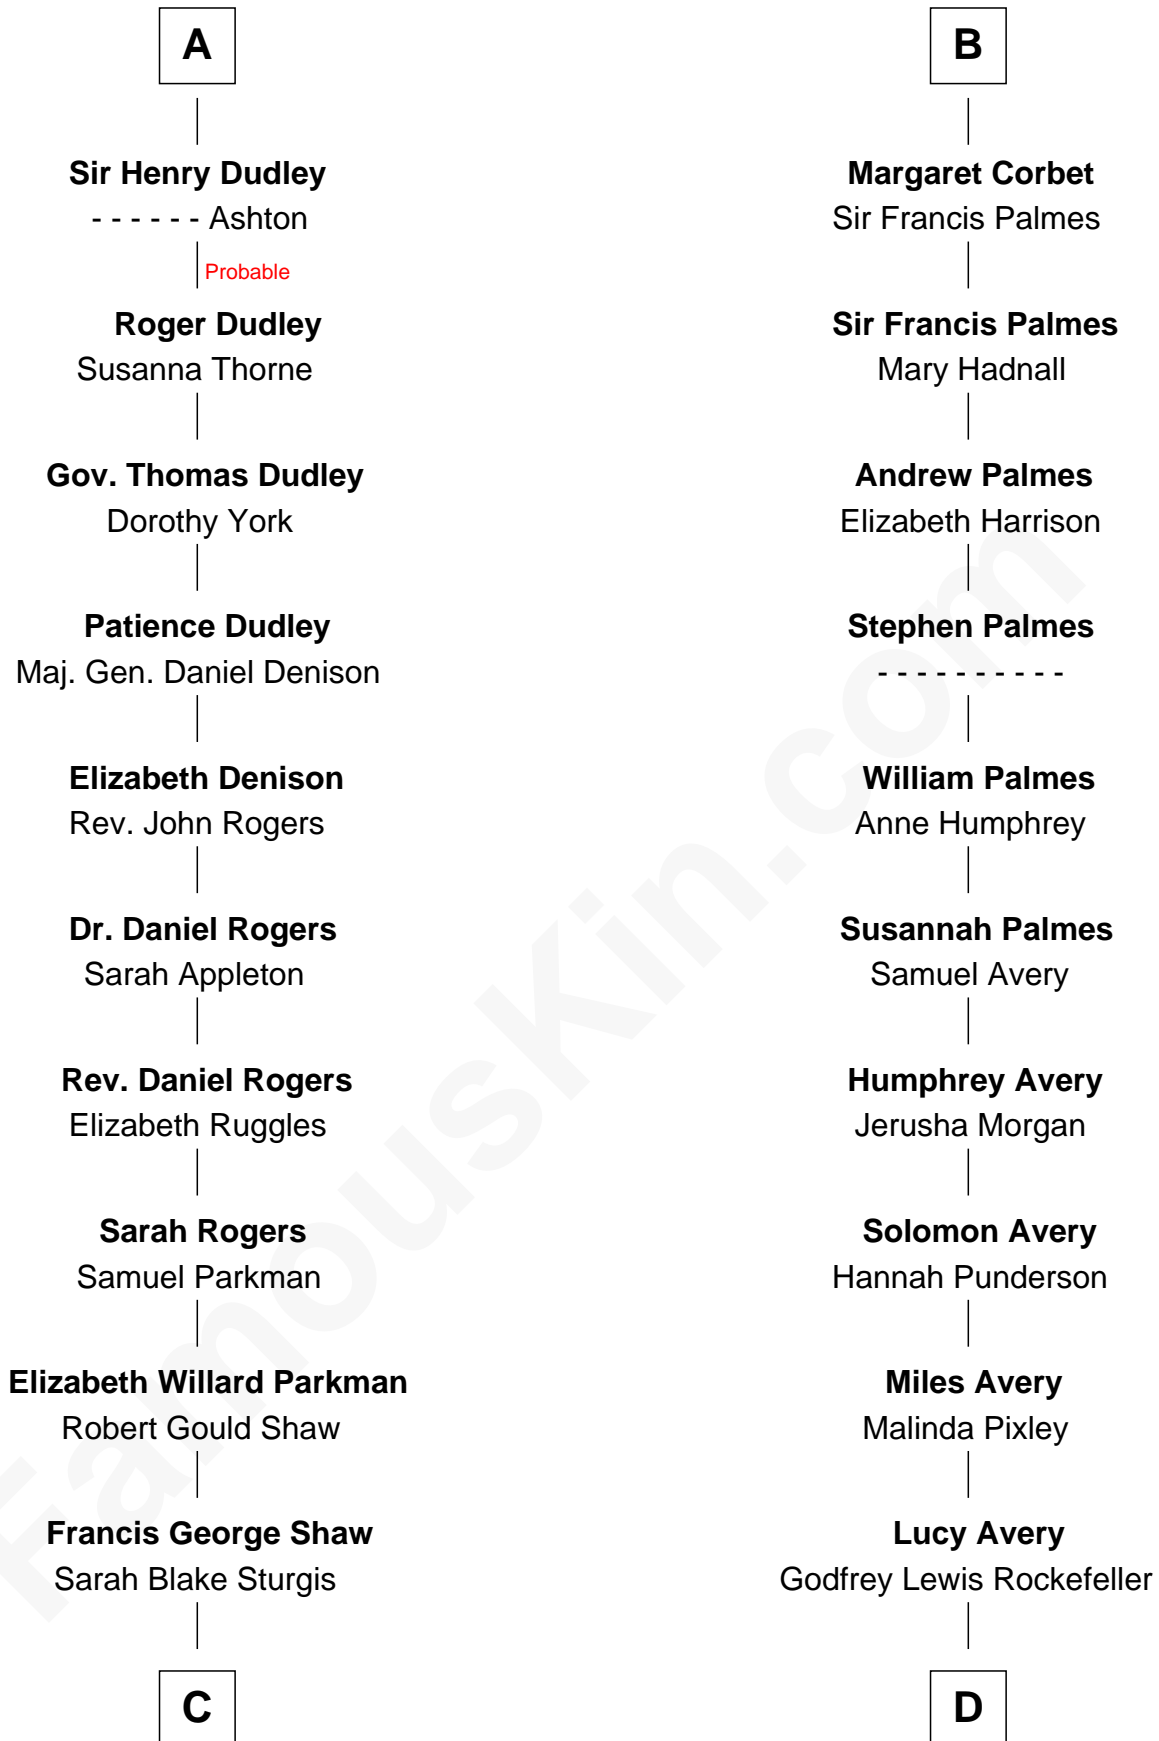 A
Sir Henry Dudley
- - - - - - Ashton
Probable
Roger Dudley
Susanna Thorne
Gov. Thomas Dudley
Dorothy York
Patience Dudley
Maj. Gen. Daniel Denison
Elizabeth Denison
Rev. John Rogers
Dr. Daniel Rogers
Sarah Appleton
Rev. Daniel Rogers
Elizabeth Ruggles
Sarah Rogers
Samuel Parkman
Elizabeth Willard Parkman
Robert Gould Shaw
Francis George Shaw
Sarah Blake Sturgis
C
B
Margaret Corbet
Sir Francis Palmes
Sir Francis Palmes
Mary Hadnall
Andrew Palmes
Elizabeth Harrison
Stephen Palmes
- - - - - - - - - -
William Palmes
Anne Humphrey
Susannah Palmes
Samuel Avery
Humphrey Avery
Jerusha Morgan
Solomon Avery
Hannah Punderson
Miles Avery
Malinda Pixley
Lucy Avery
Godfrey Lewis Rockefeller
D
FamousKin.com